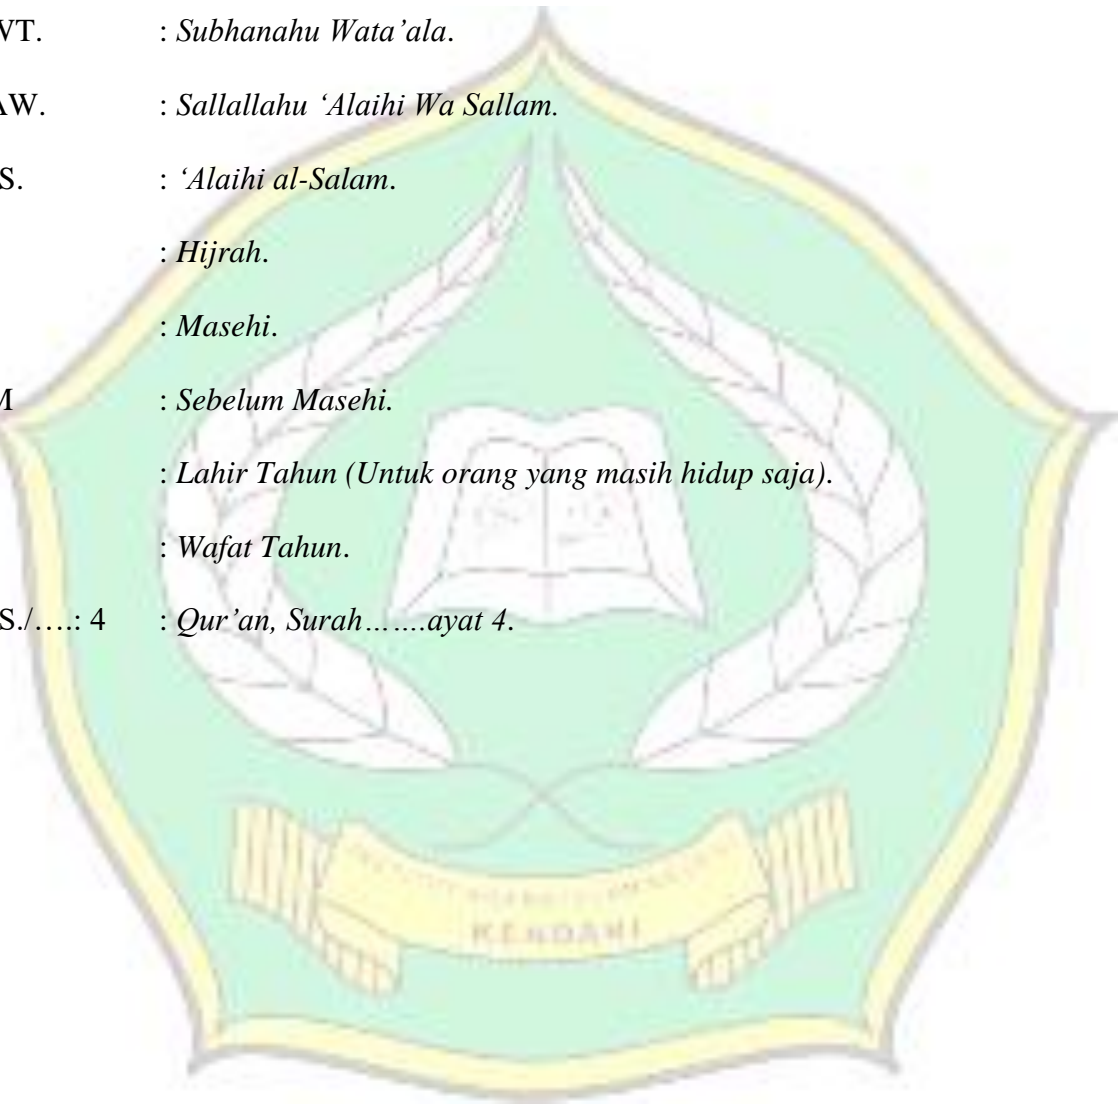 WT. : Subhanahu Wata’ala.
AW. : Sallallahu ‘Alaihi Wa Sallam.
S. : ‘Alaihi al-Salam.
: Hijrah.
: Masehi.
M : Sebelum Masehi.
: Lahir Tahun (Untuk orang yang masih hidup saja).
: Wafat Tahun.
S./….: 4 : Qur’an, Surah…….ayat 4.
KENDARI